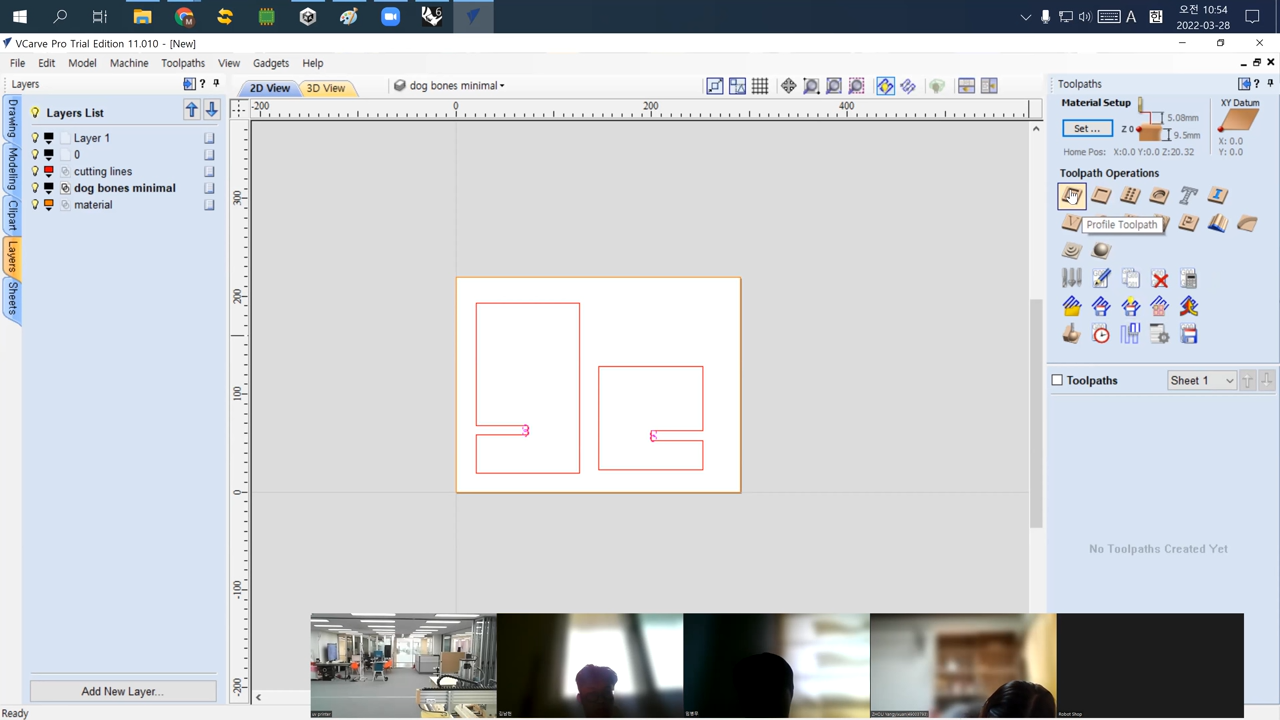 6
A
한
오전 10:54
2022-03-28
VCarve Pro Trial Edition 11.010 - [New]
File Edit Model Machine Toolpaths View Gadgets Help
Layers
?
2D View
3D View
dog bones minimal
Toolpaths
?
Drawing
Modeling
Clipart
Layers
Sheets
Layers List
Layer 1
0
cutting lines
dog bones minimal
material
Add New Layer...
Ready
-200 0 200 400
300
200
100
0
-100
-200
Material Setup
Set ...
Z 0
5.08mm
9.5mm
XY Datum
X: 0.0
Y: 0.0
Home Pos: X:0.0 Y:0.0 Z:20.32
Toolpath Operations
Profile Toolpath
Toolpaths
Sheet 1
No Toolpaths Created Yet
uv printer
Robot Shop